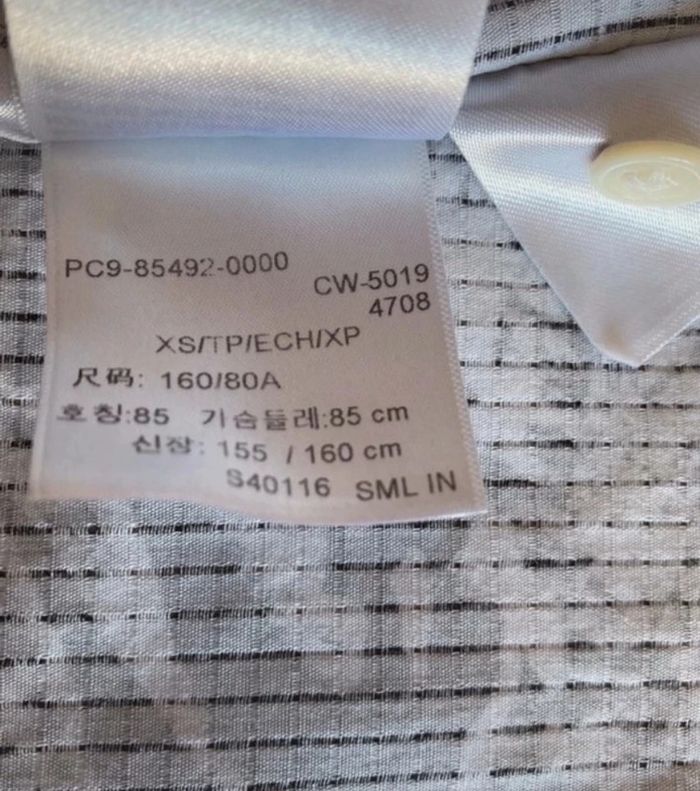 PC9-85492-0000
CW-5019
4708
XS/TP/ECH/XP
尺码: 160/80A
호칭:85 가슴둘레:85 cm
신장: 155 / 160 cm
S40116 SML IN